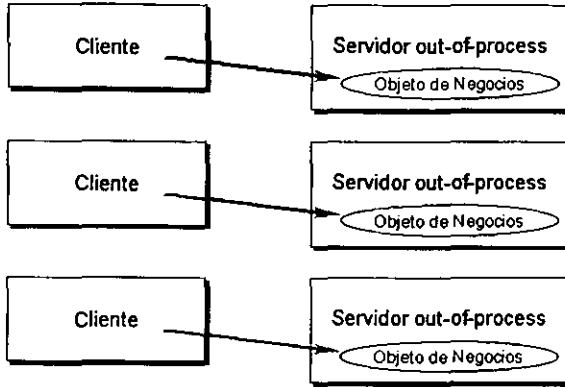 Cliente
Servidor out-of-process
Objeto de Negocios
Cliente
Servidor out-of-process
Objeto de Negocios
Cliente
Servidor out-of-process
Objeto de Negocios